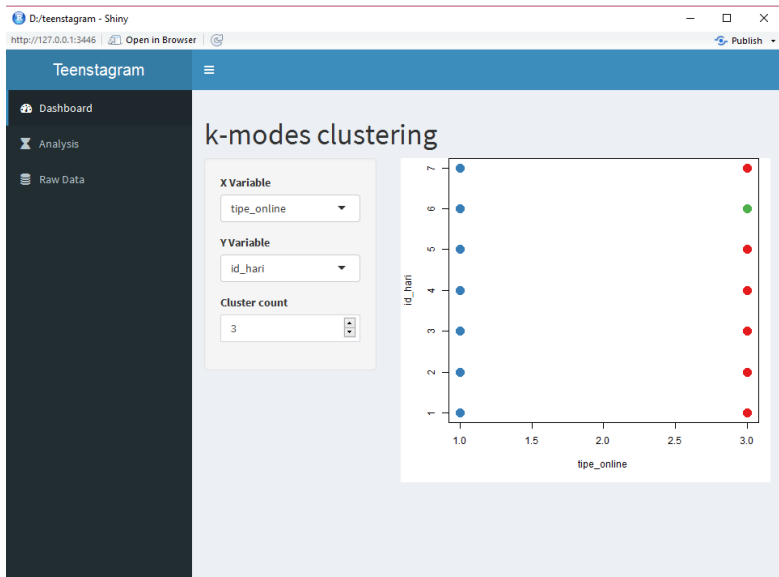 D:/teenstagram - Shiny
http://127.0.0.1:3446 Open in Browser Publish
Teenstagram
Dashboard
Analysis
Raw Data
k-modes clustering
X Variable
tipe_online
Y Variable
id_hari
Cluster count
3
7
6
5
4
3
2
1
id_hari
1.0 1.5 2.0 2.5 3.0
tipe_online